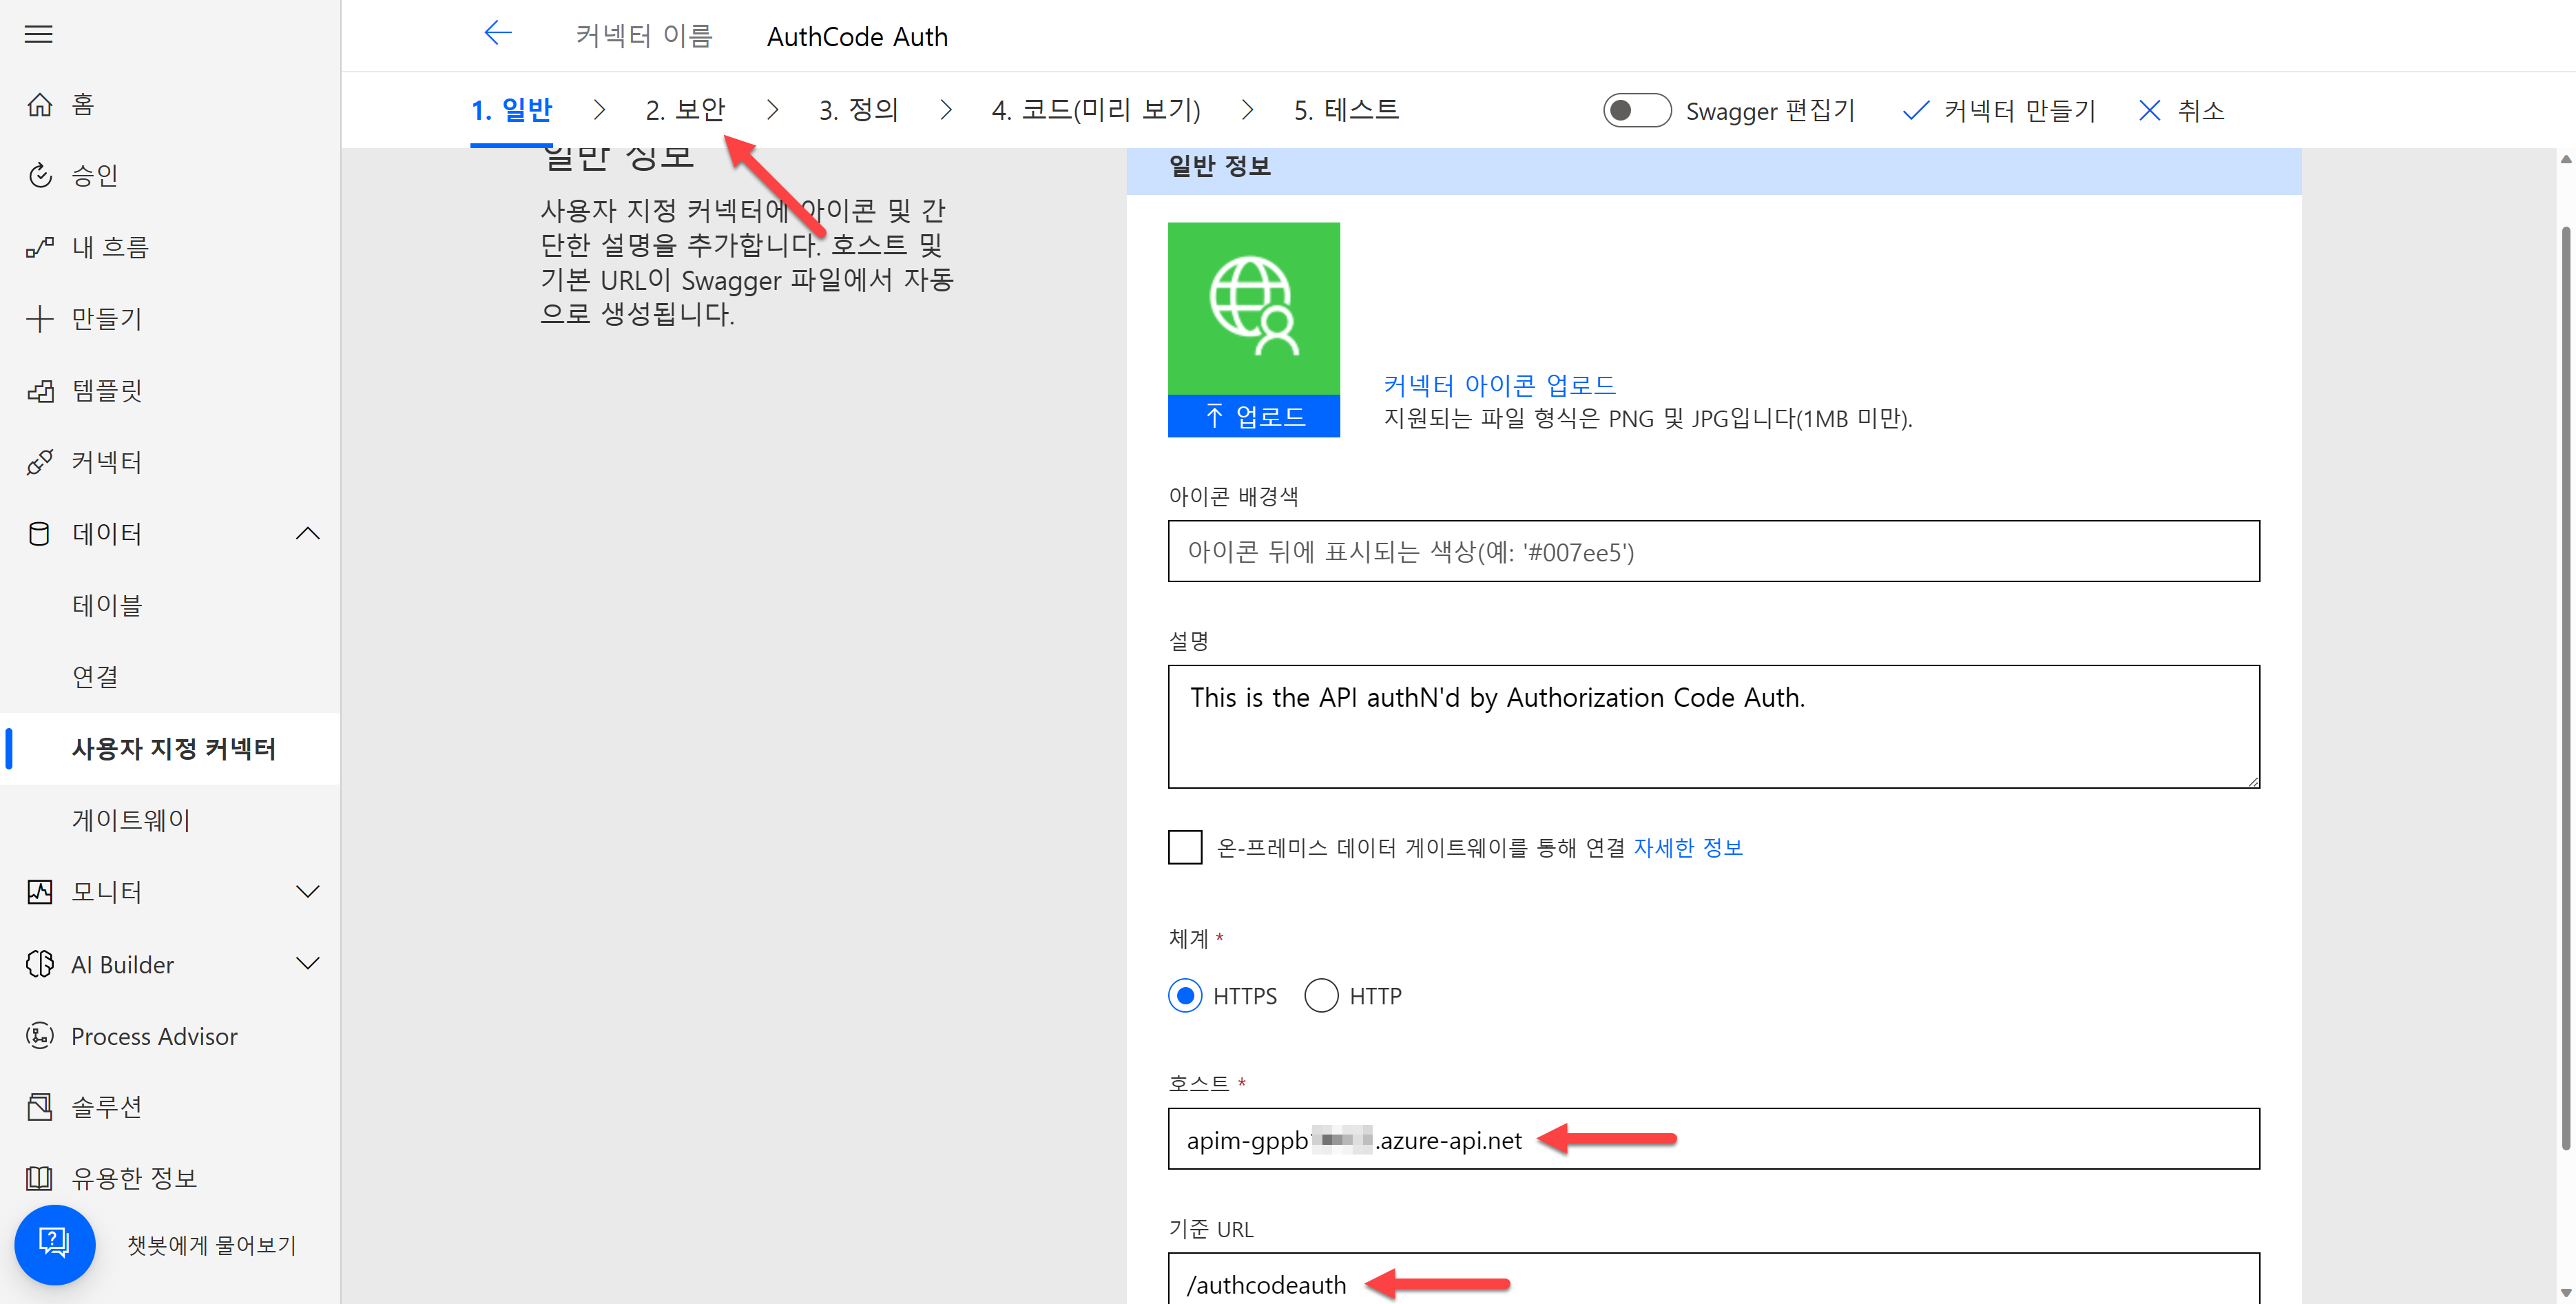 커넥터 이름 AuthCode Auth
1. 일반 2. 보안 3. 정의 4. 코드(미리 보기) 5. 테스트 Swagger 편집기 커넥터 만들기 취소
홈
승인
내 흐름
만들기
템플릿
커넥터
데이터
테이블
연결
사용자 지정 커넥터
게이트웨이
모니터
AI Builder
Process Advisor
솔루션
유용한 정보
챗봇에게 물어보기
일반 정보
사용자 지정 커넥터에 아이콘 및 간
단한 설명을 추가합니다. 호스트 및
기본 URL이 Swagger 파일에서 자동
으로 생성됩니다.
일반 정보
업로드
커넥터 아이콘 업로드
지원되는 파일 형식은 PNG 및 JPG입니다(1MB 미만).
아이콘 배경색
아이콘 뒤에 표시되는 색상(예: '#007ee5')
설명
This is the API authN'd by Authorization Code Auth.
온-프레미스 데이터 게이트웨이를 통해 연결 자세한 정보
체계 *
HTTPS HTTP
호스트 *
apim-gppb .azure-api.net
기준 URL
/authcodeauth